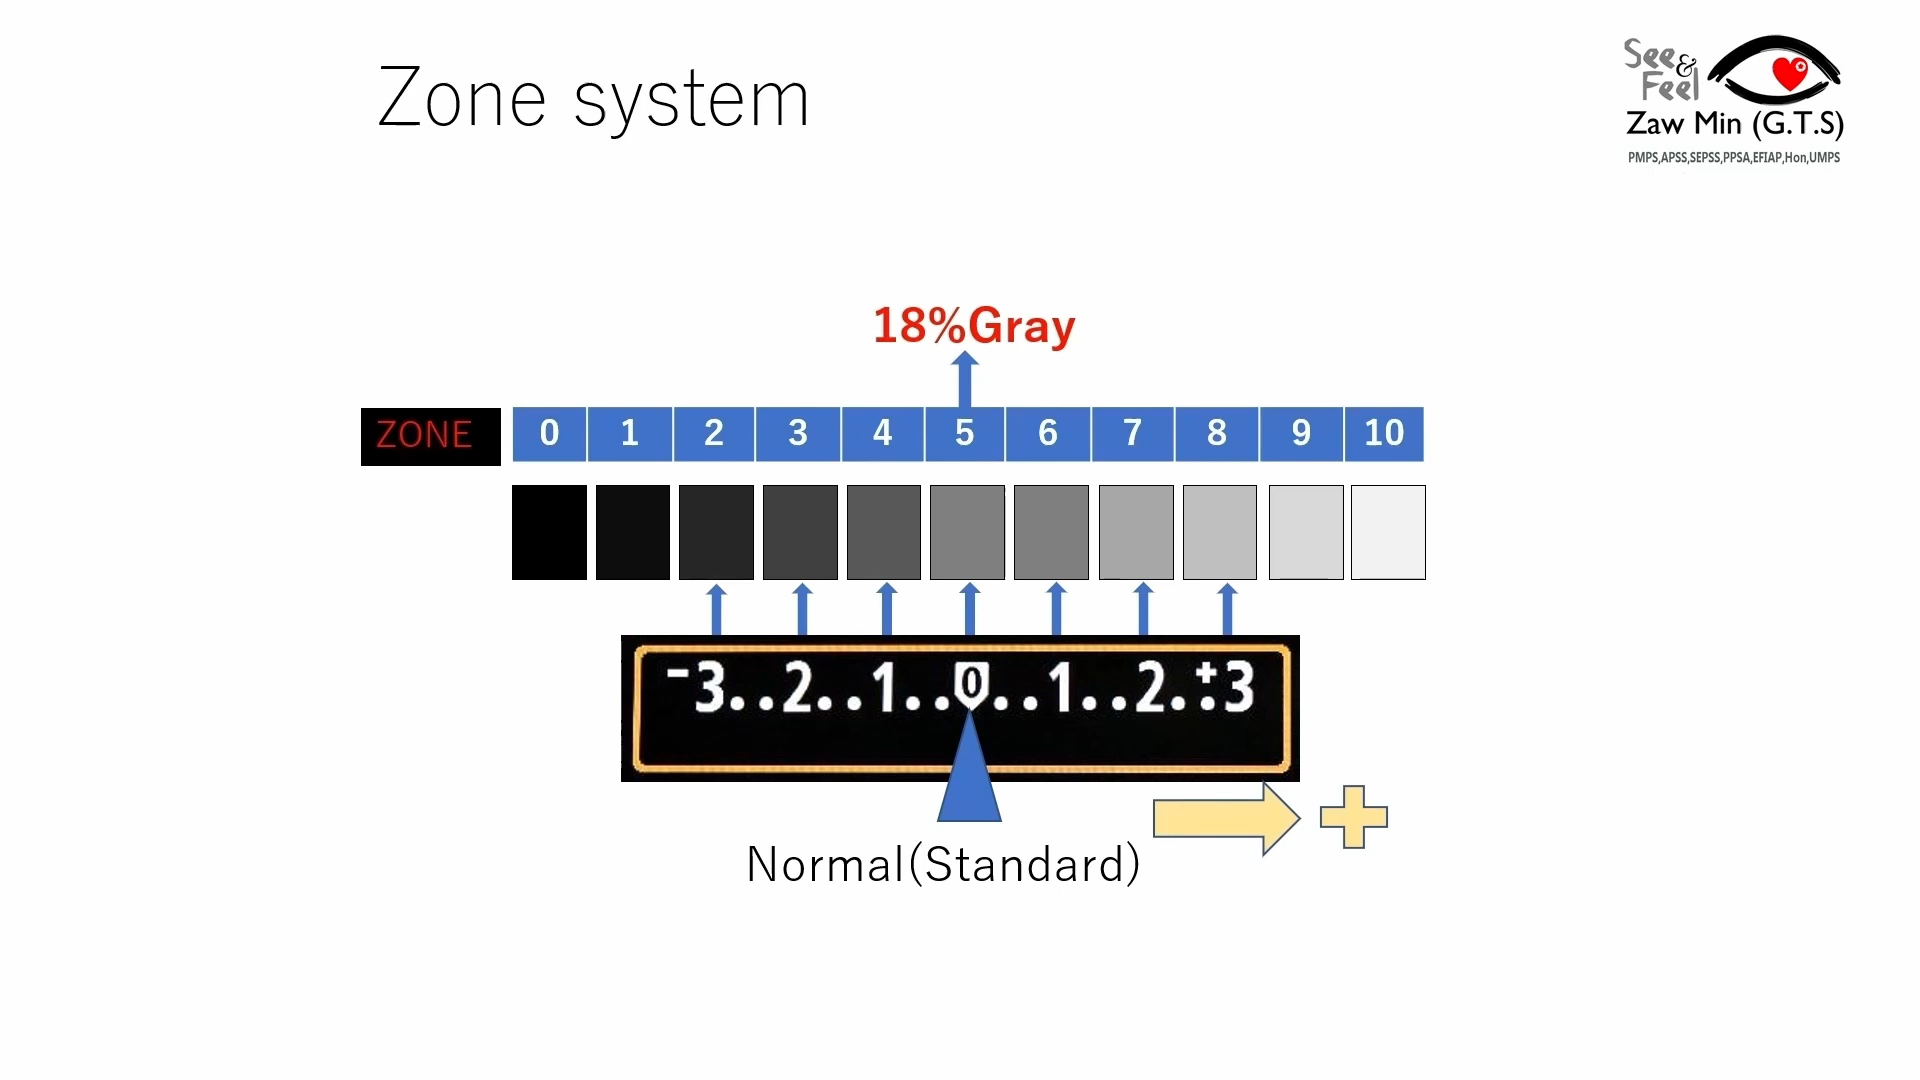 Zone system
See & Feel
Zaw Min (G.T.S)
PMPS,APSS,SEPSS,PPSA,EFIAP,Hon,UMPS
18%Gray
ZONE 0 1 2 3 4 5 6 7 8 9 10
-3..2..1..0..1..2..+3
Normal(Standard)